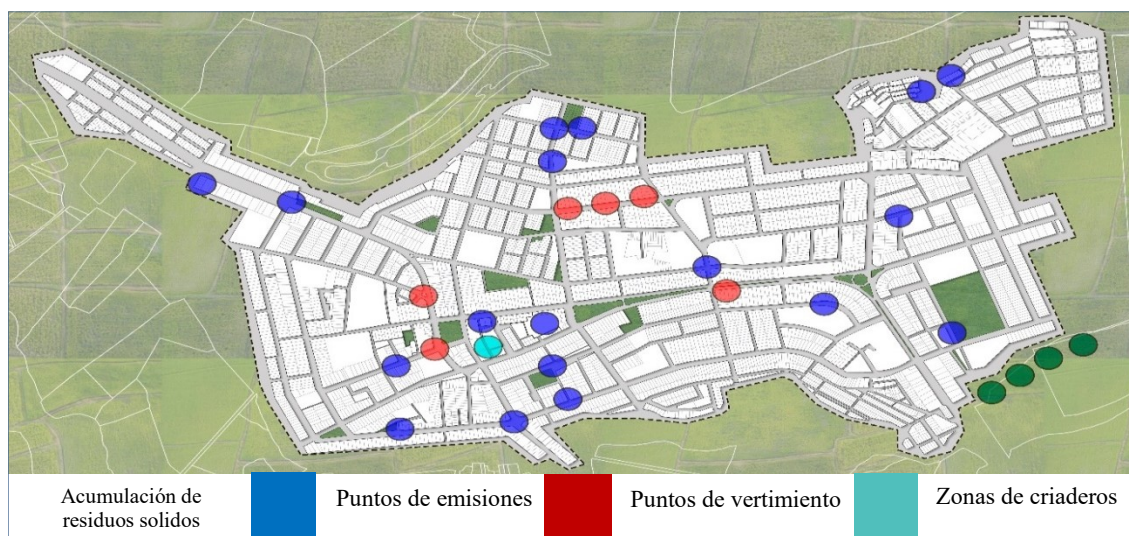 Acumulación de
residuos solidos
Puntos de emisiones
Puntos de vertimiento
Zonas de criaderos